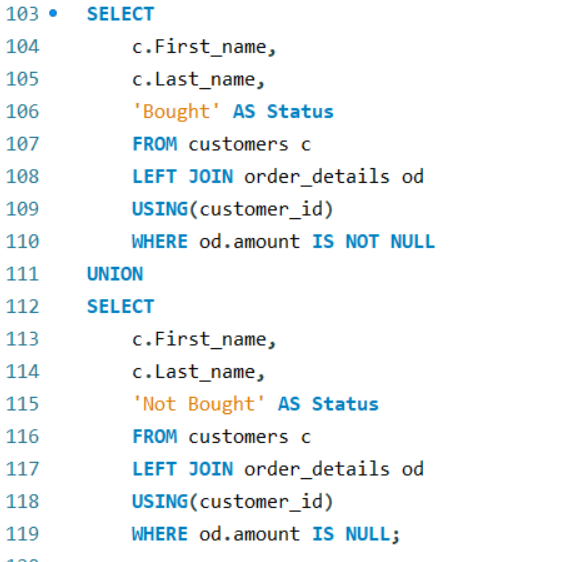 103 SELECT
104 c.First_name,
105 c.Last_name,
106 'Bought' AS Status
107 FROM customers c
108 LEFT JOIN order_details od
109 USING(customer_id)
110 WHERE od.amount IS NOT NULL
111 UNION
112 SELECT
113 c.First_name,
114 c.Last_name,
115 'Not Bought' AS Status
116 FROM customers c
117 LEFT JOIN order_details od
118 USING(customer_id)
119 WHERE od.amount IS NULL;